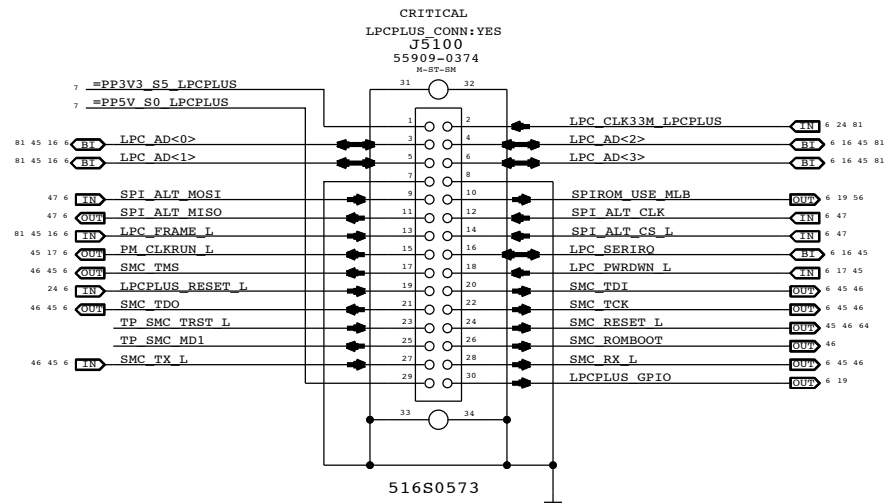 CRITICAL
LPCPLUS_CONN:YES
J5100
55909-0374
M-ST-SM
31 32
7 =PP3V3_S5_LPCPLUS
7 =PP5V_S0_LPCPLUS
1 2 LPC_CLK33M_LPCPLUS IN 6 24 81
81 45 16 6 BI LPC_AD<0> 3 4 LPC_AD<2> BI 6 16 45 81
81 45 16 6 BI LPC_AD<1> 5 6 LPC_AD<3> BI 6 16 45 81
7 8
47 6 IN SPI_ALT_MOSI 9 10 SPIROM_USE_MLB OUT 6 19 56
47 6 OUT SPI_ALT_MISO 11 12 SPI_ALT_CLK IN 6 47
81 45 16 6 IN LPC_FRAME_L 13 14 SPI_ALT_CS_L IN 6 47
45 17 6 OUT PM_CLKRUN_L 15 16 LPC_SERIRQ BI 6 16 45
46 45 6 OUT SMC_TMS 17 18 LPC_PWRDWN_L IN 6 17 45
24 6 IN LPCPLUS_RESET_L 19 20 SMC_TDI OUT 6 45 46
46 45 6 OUT SMC_TDO 21 22 SMC_TCK OUT 6 45 46
TP_SMC_TRST_L 23 24 SMC_RESET_L OUT 45 46 64
TP_SMC_MD1 25 26 SMC_ROMBOOT OUT 46
46 45 6 IN SMC_TX_L 27 28 SMC_RX_L OUT 6 45 46
29 30 LPCPLUS_GPIO OUT 6 19
33 34
516S0573